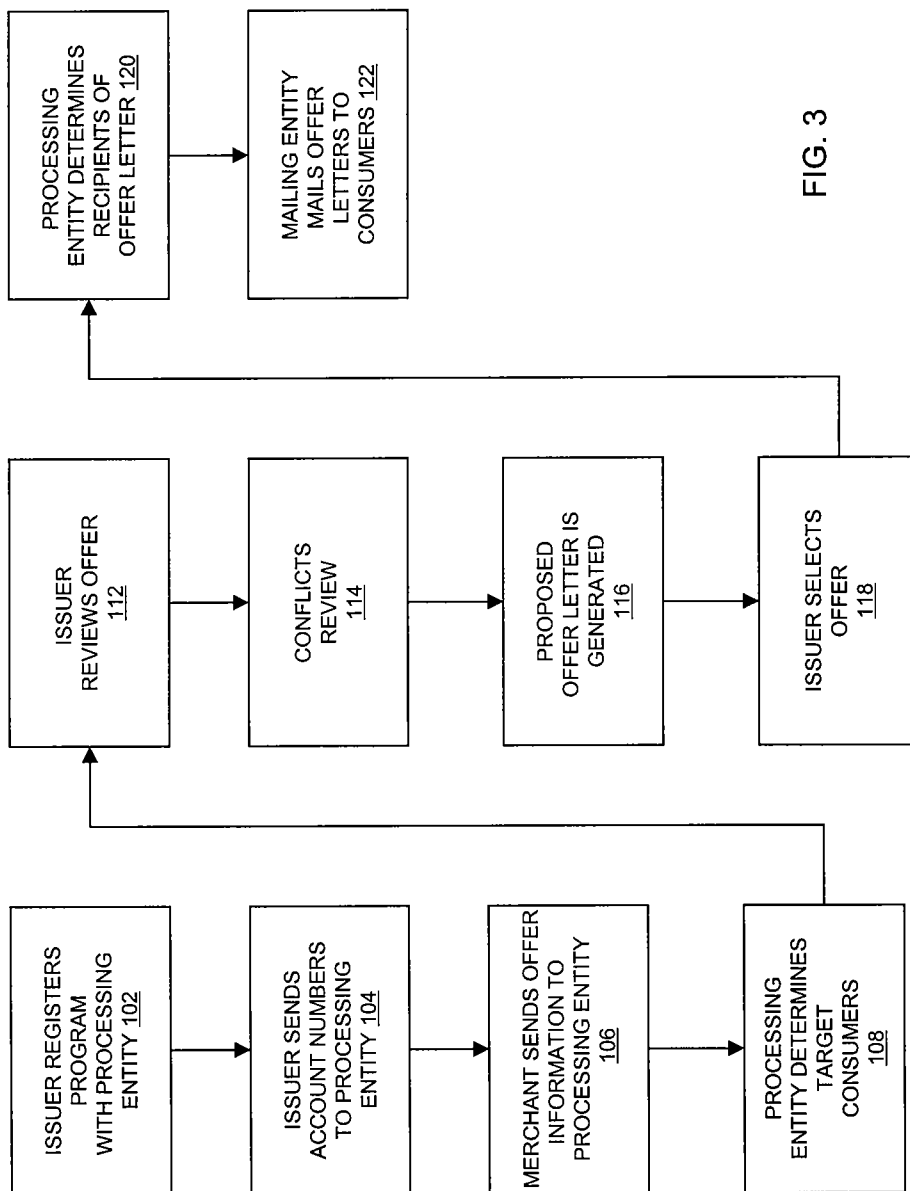 ISSUER REGISTERS
PROGRAM
WITH PROCESSING
ENTITY 102
ISSUER SENDS
ACCOUNT NUMBERS
TO PROCESSING
ENTITY 104
MERCHANT SENDS OFFER
INFORMATION TO
PROCESSING ENTITY
106
PROCESSING
ENTITY DETERMINES
TARGET
CONSUMERS
108
ISSUER
REVIEWS OFFER
112
CONFLICTS
REVIEW
114
PROPOSED
OFFER LETTER IS
GENERATED
116
ISSUER SELECTS
OFFER
118
PROCESSING
ENTITY DETERMINES
RECIPIENTS OF
OFFER LETTER 120
MAILING ENTITY
MAILS OFFER
LETTERS TO
CONSUMERS 122
FIG. 3